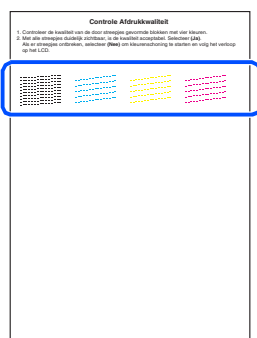 Controle Afdrukkwaliteit
1. Controleer de kwaliteit van de door streepjes gevormde blokken met vier kleuren.
2. Met alle streepjes duidelijk zichtbaar, is de kwaliteit acceptabel. Selecteer (Ja).
Als er streepjes ontbreken, selecteer (Nee) om kleurenschoning te starten en volg het verloop
op het LCD.